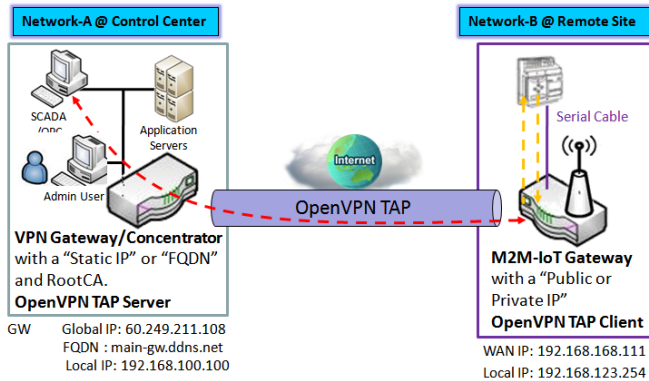 Network-A @ Control Center
Network-B @ Remote Site
SCADA
Application
Servers
Admin User
Internet
Serial Cable
OpenVPN TAP
VPN Gateway/Concentrator
with a “Static IP” or “FQDN”
and RootCA.
OpenVPN TAP Server
M2M-IoT Gateway
with a “Public or
Private IP”
OpenVPN TAP Client
GW Global IP: 60.249.211.108
FQDN : main-gw.ddns.net
Local IP: 192.168.100.100
WAN IP: 192.168.168.111
Local IP: 192.168.123.254